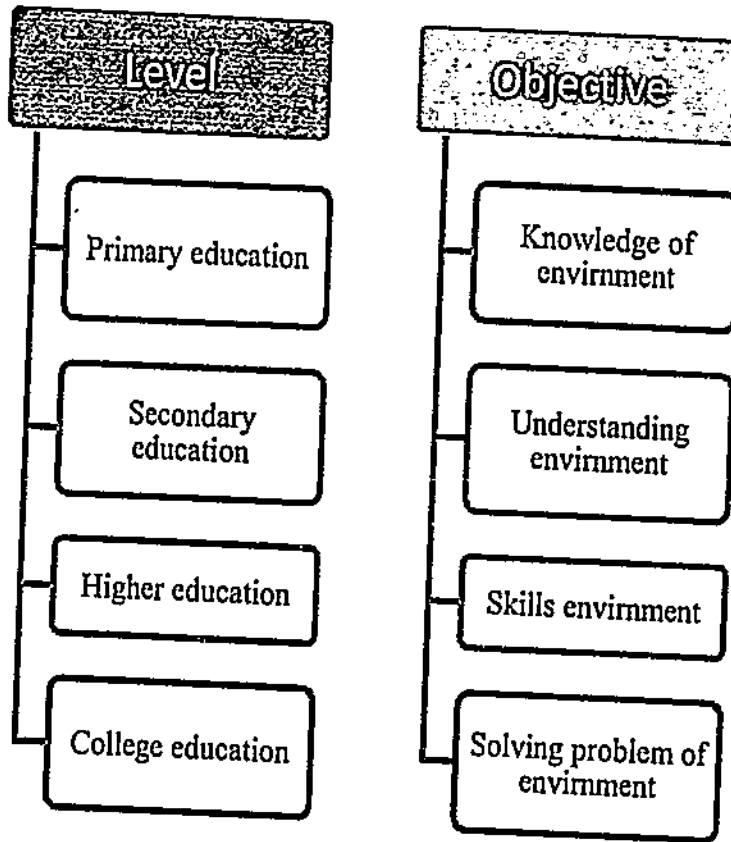 Level
Primary education
Secondary
education
Higher education
College education
Objective
Knowledge of
envirnment
Understanding
envirnment
Skills envirnment
Solving problem of
envirnment